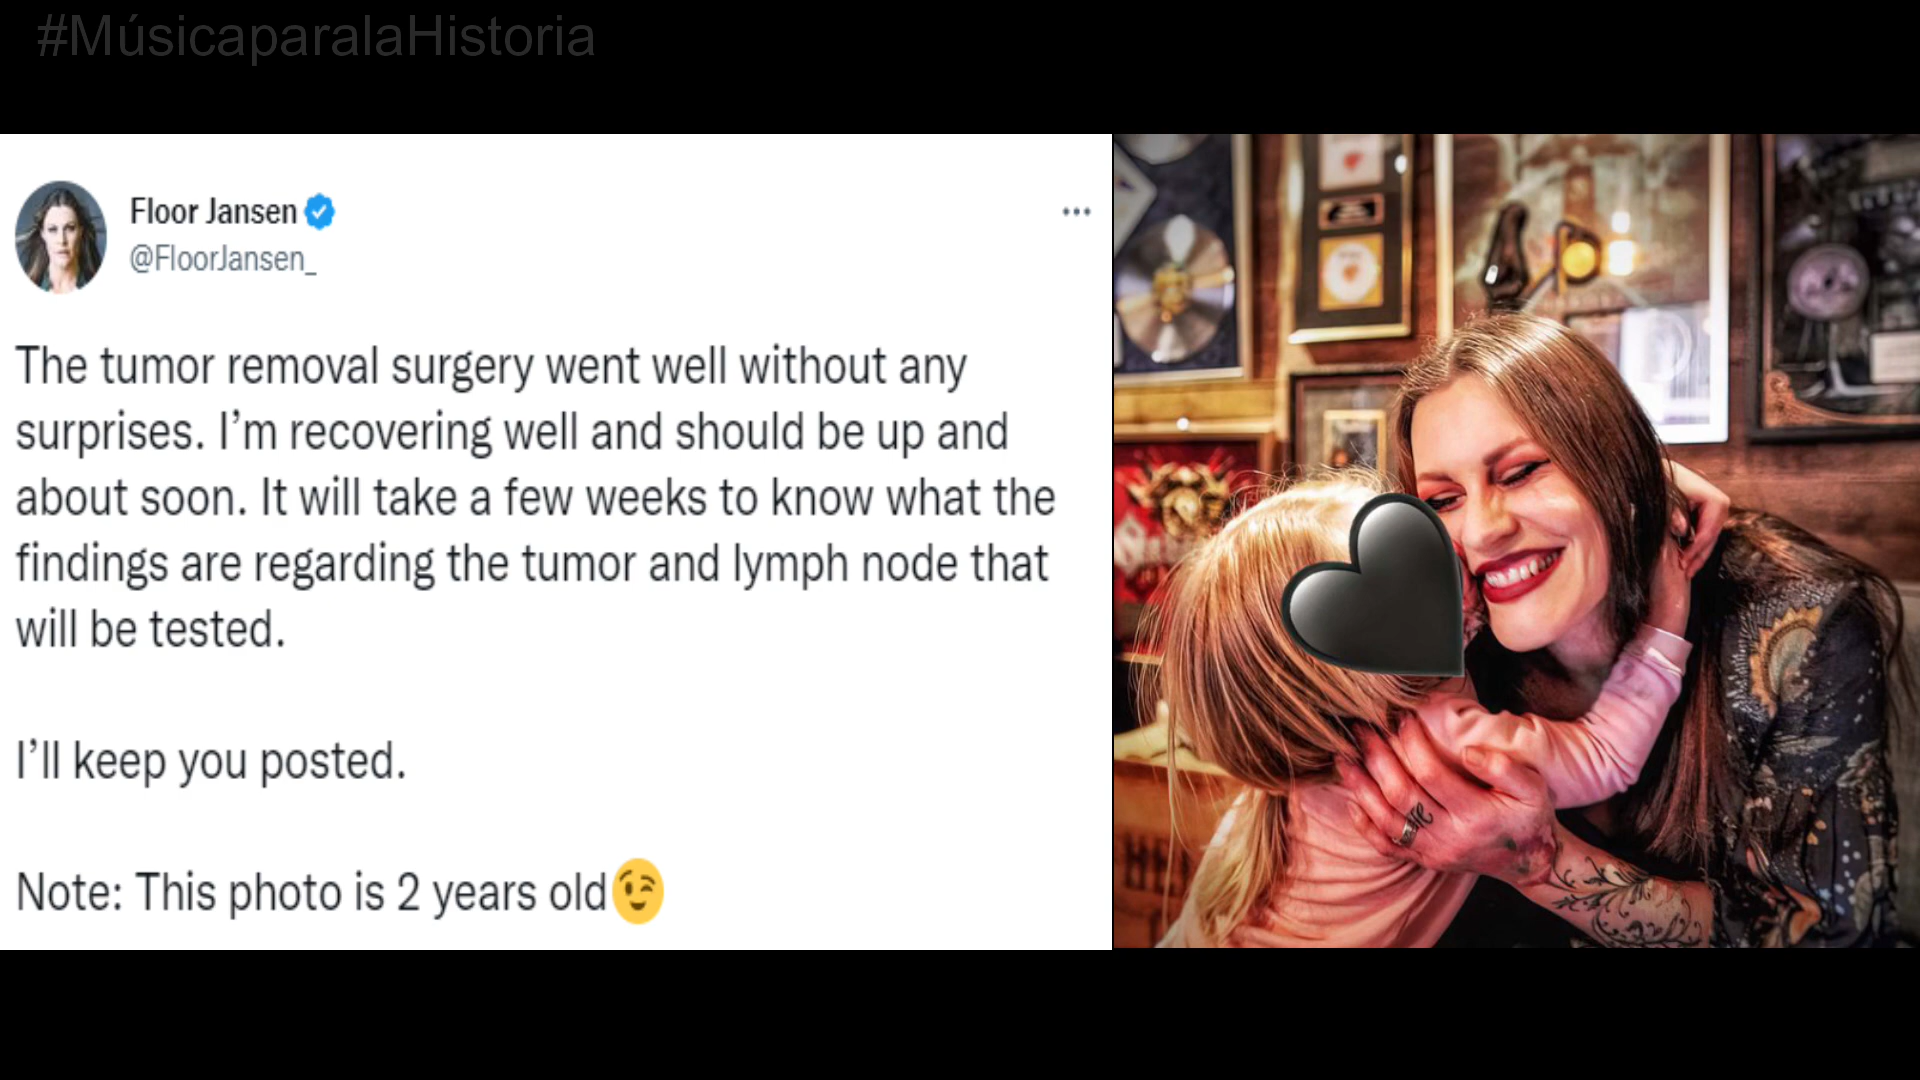 #MúsicaparalaHistoria
Floor Jansen
@FloorJansen_
The tumor removal surgery went well without any
surprises. I’m recovering well and should be up and
about soon. It will take a few weeks to know what the
findings are regarding the tumor and lymph node that
will be tested.
I’ll keep you posted.
Note: This photo is 2 years old😉